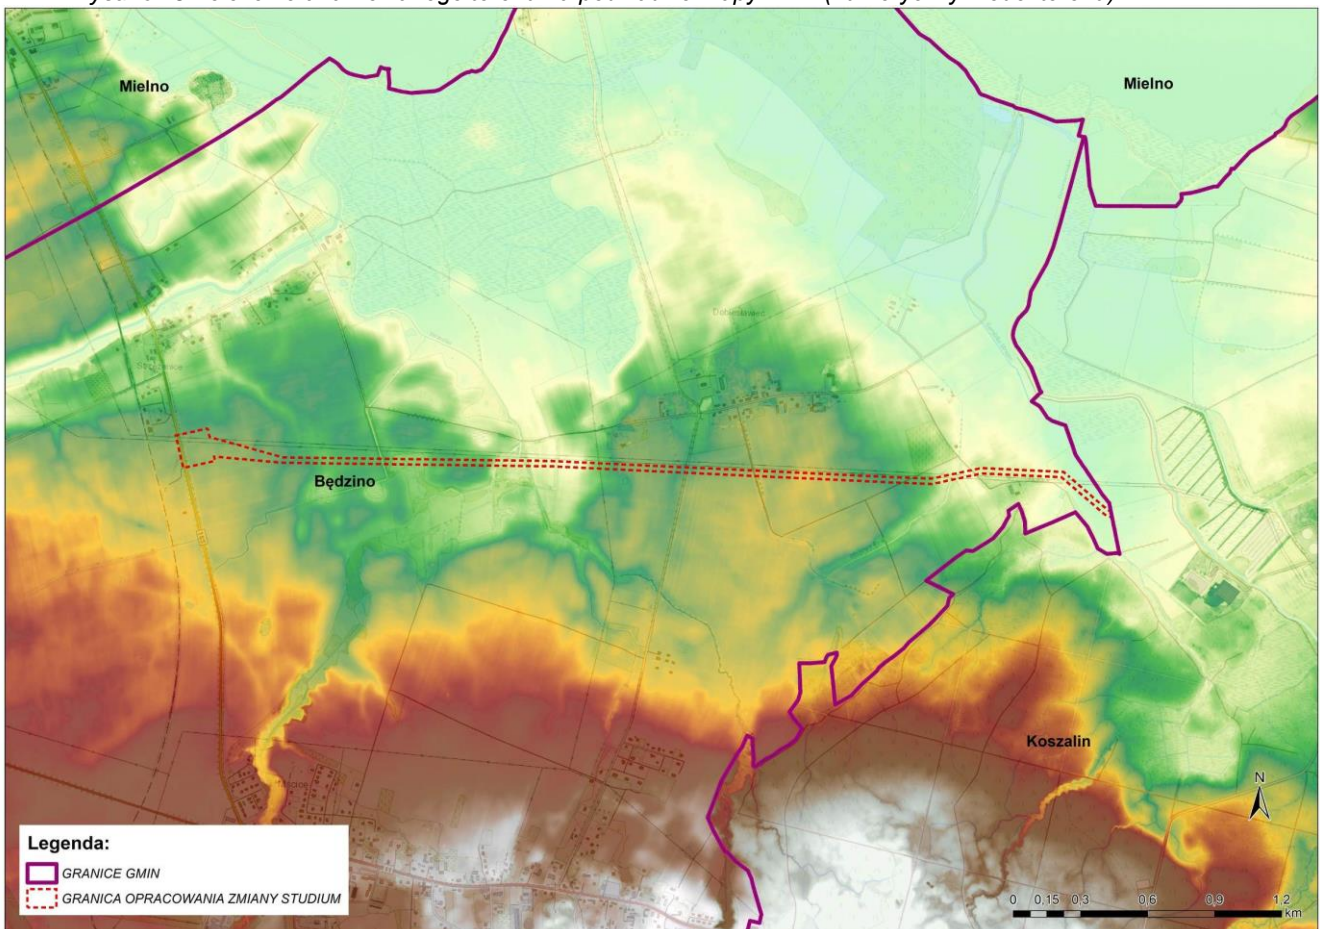 Mielno
Mielno
Będzino
Koszalin
N
Legenda:
GRANICE GMIN
GRANICA OPRACOWANIA ZMIANY STUDIUM
0 0,15 0,3 0,6 0,9 1,2
km